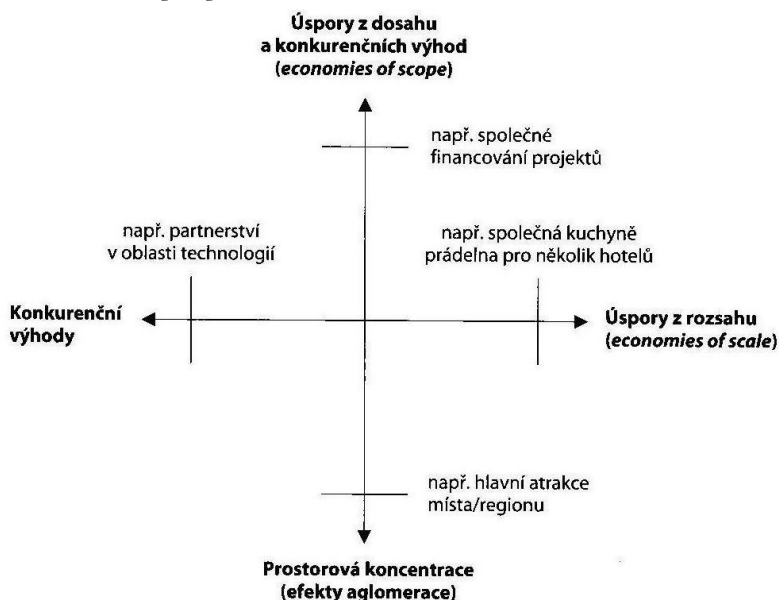 Úspory z dosahu
a konkurenčních výhod
(economies of scope)
např. společné
financování projektů
např. partnerství
v oblasti technologií
např. společná kuchyně
prádelna pro několik hotelů
Konkurenční
výhody
Úspory z rozsahu
(economies of scale)
např. hlavní atrakce
místa/regionu
Prostorová koncentrace
(efekty aglomerace)